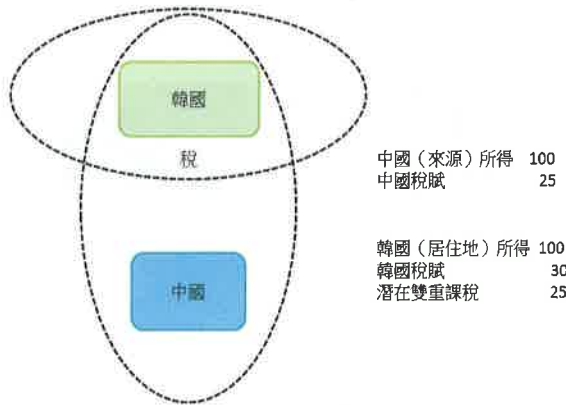 韓國
稅
中國（來源）所得 100
中國稅賦 25
韓國（居住地）所得 100
韓國稅賦 30
潛在雙重課稅 25
中國